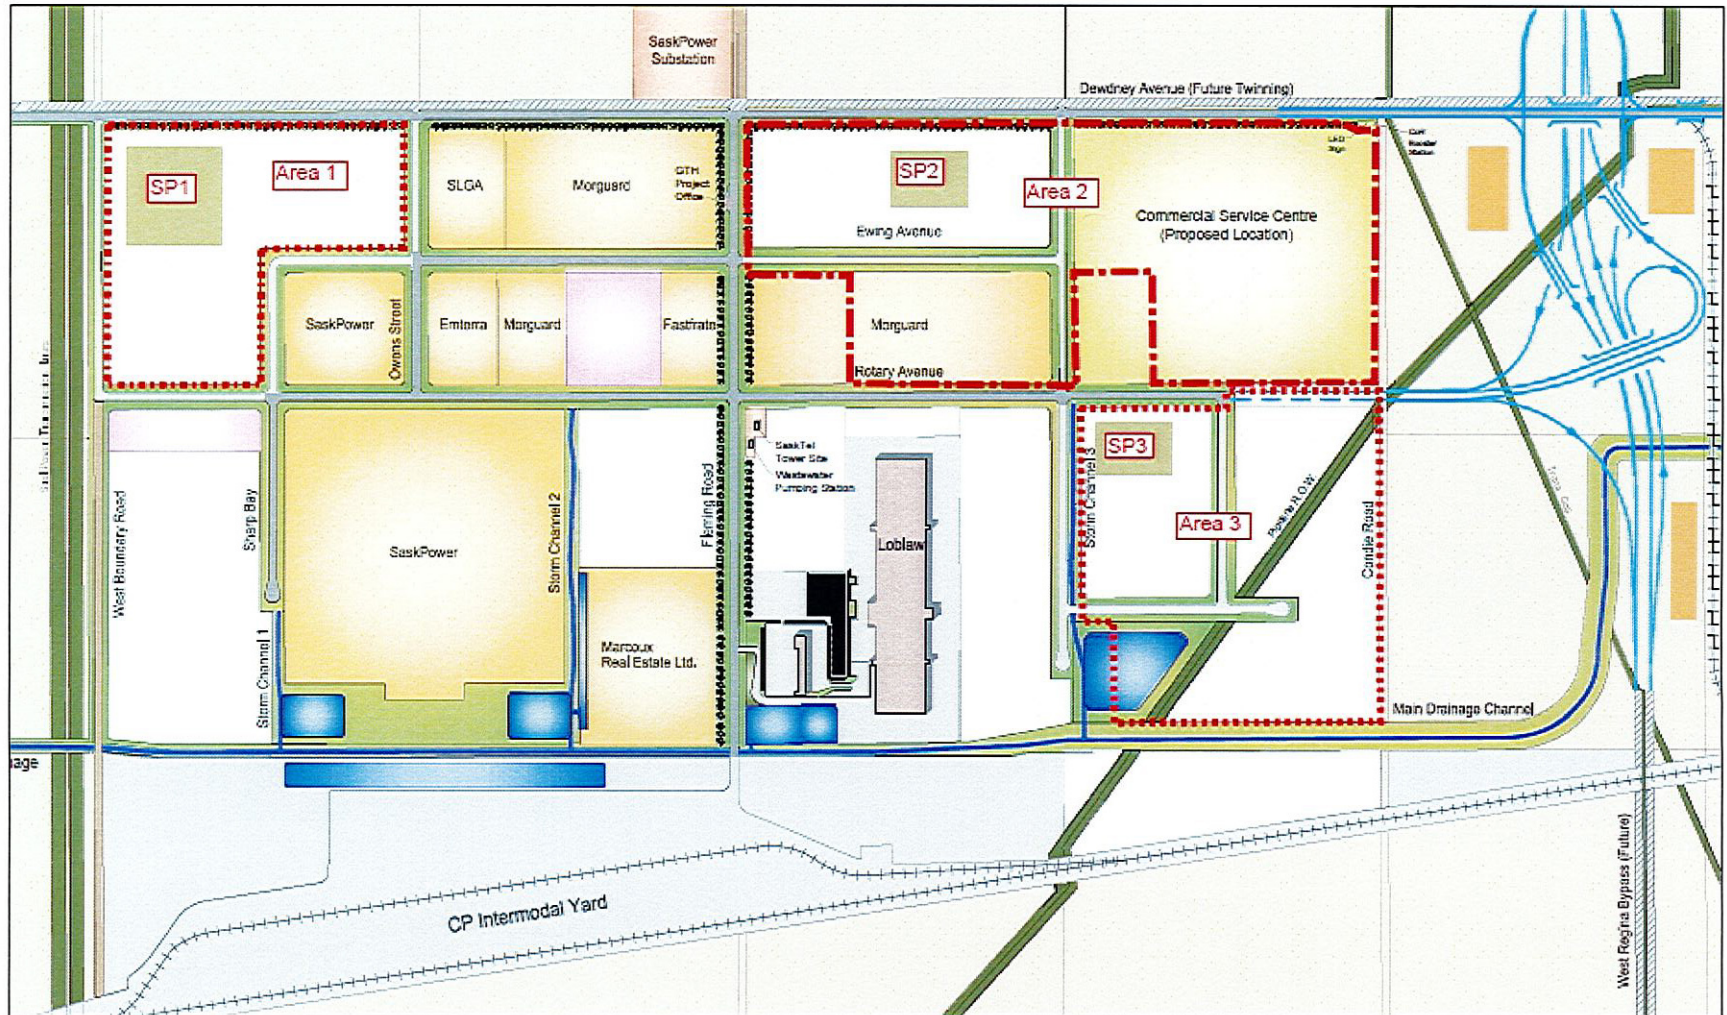 SaskPower
Substation
Dewdney Avenue (Future Twinning)
SP1
Area 1
SLGA
Morguard
GTH
Project
Office
SP2
Area 2
Ewing Avenue
Commercial Service Centre
(Proposed Location)
LED
Sign
Station
SaskPower
Owens Street
Emterra
Morguard
Fastfrate
Morguard
Rotary Avenue
West Boundary Road
Sharp Bay
Storm Channel 1
SaskPower
Storm Channel 2
Fleming Road
Marcoux
Real Estate Ltd.
SaskTel
Tower Site
Wastewater
Pumping Station
Loblaw
SP3
Storm Channel 3
Area 3
Pipeline R.O.W.
Condie Road
Main Drainage Channel
nage
CP Intermodal Yard
West Regina Bypass (Future)